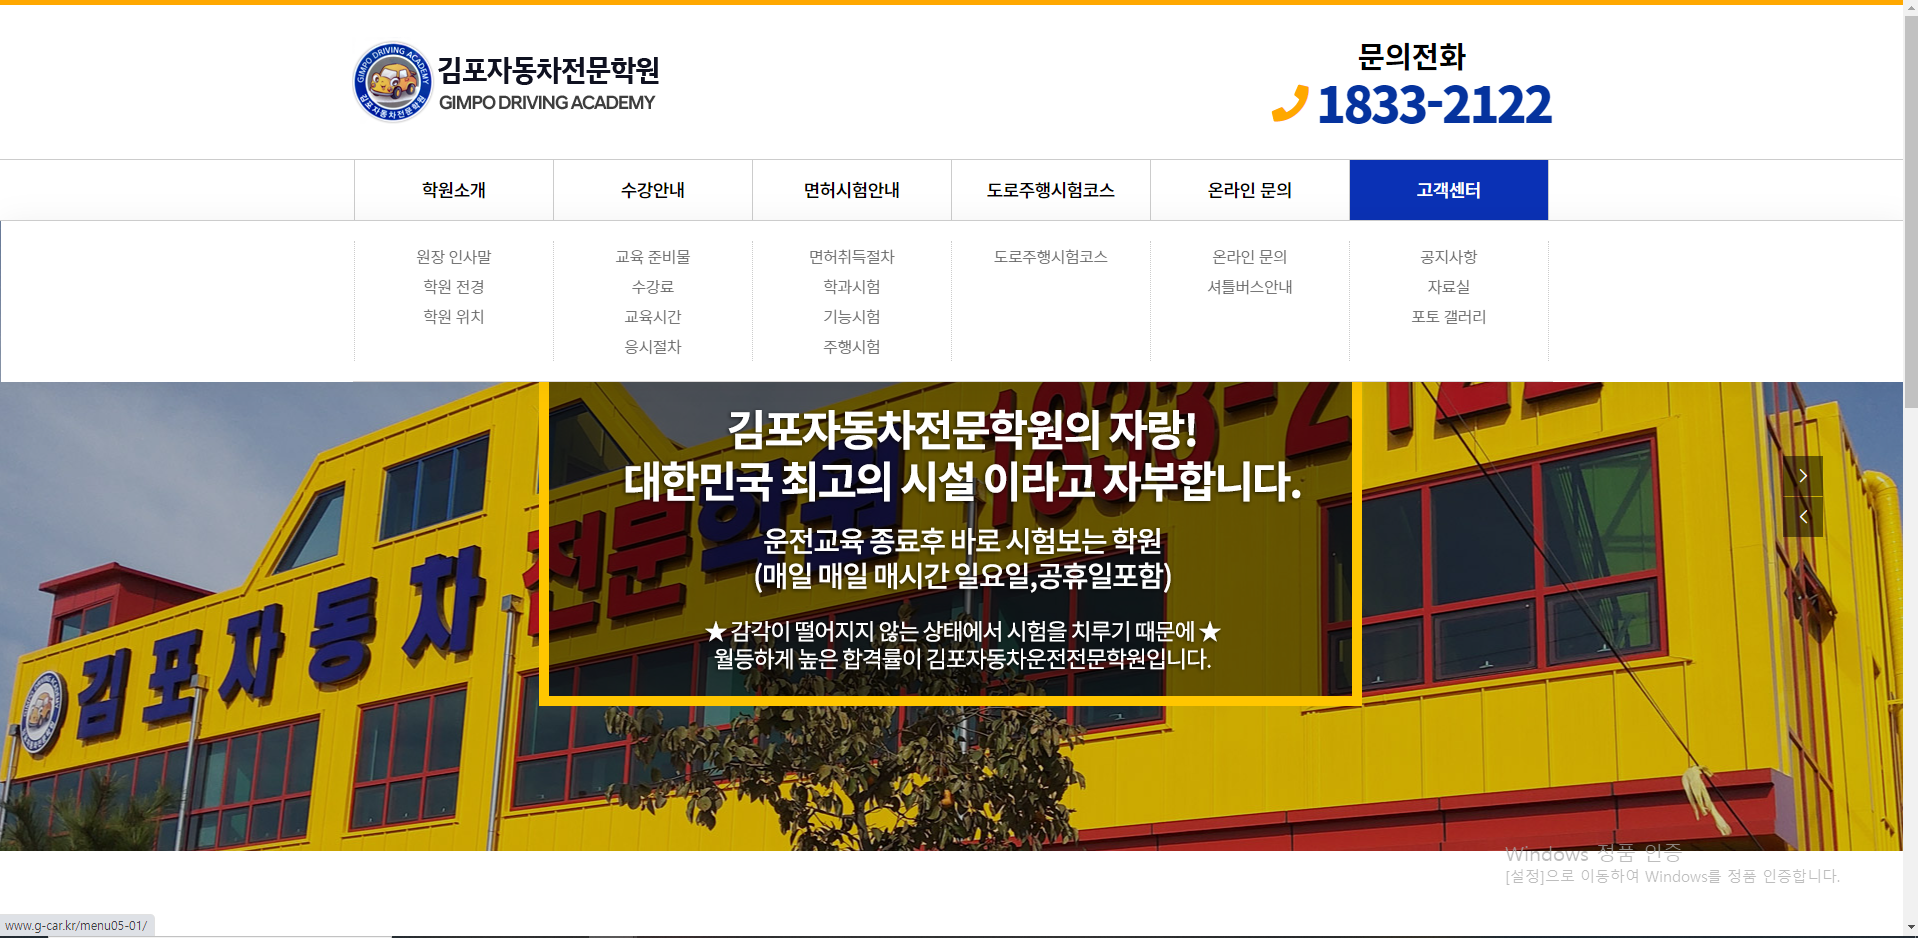 GIMPO DRIVING ACADEMY
김포자동차전문학원
김포자동차전문학원
GIMPO DRIVING ACADEMY
문의전화
1833-2122
학원소개
수강안내
면허시험안내
도로주행시험코스
온라인 문의
고객센터
원장 인사말
교육 준비물
면허취득절차
도로주행시험코스
온라인 문의
공지사항
학원 전경
수강료
학과시험
셔틀버스안내
자료실
학원 위치
교육시간
기능시험
포토 갤러리
응시절차
주행시험
1833-2122
김포자동차전문학원의 자랑!
대한민국 최고의 시설 이라고 자부합니다.
운전교육 종료후 바로 시험보는 학원
(매일 매일 매시간 일요일,공휴일포함)
★ 감각이 떨어지지 않는 상태에서 시험을 치루기 때문에 ★
월등하게 높은 합격률이 김포자동차운전전문학원입니다.
김포자동차전문학원
Windows 정품 인증
[설정]으로 이동하여 Windows를 정품 인증합니다.
www.g-car.kr/menu05-01/